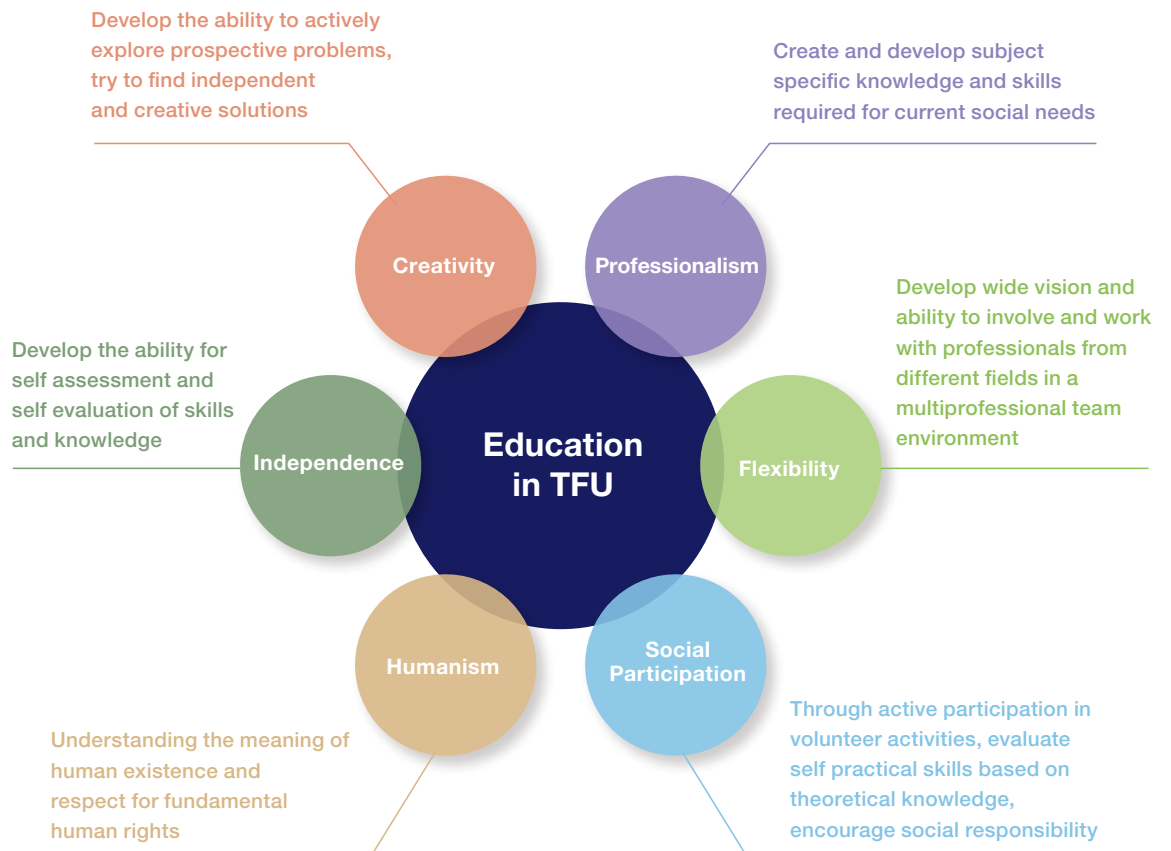 Develop the ability to actively
explore prospective problems,
try to find independent
and creative solutions
Create and develop subject
specific knowledge and skills
required for current social needs
Creativity
Professionalism
Develop wide vision and
ability to involve and work
with professionals from
different fields in a
multiprofessional team
environment
Develop the ability for
self assessment and
self evaluation of skills
and knowledge
Independence
Education
in TFU
Flexibility
Humanism
Social
Participation
Understanding the meaning of
human existence and
respect for fundamental
human rights
Through active participation in
volunteer activities, evaluate
self practical skills based on
theoretical knowledge,
encourage social responsibility